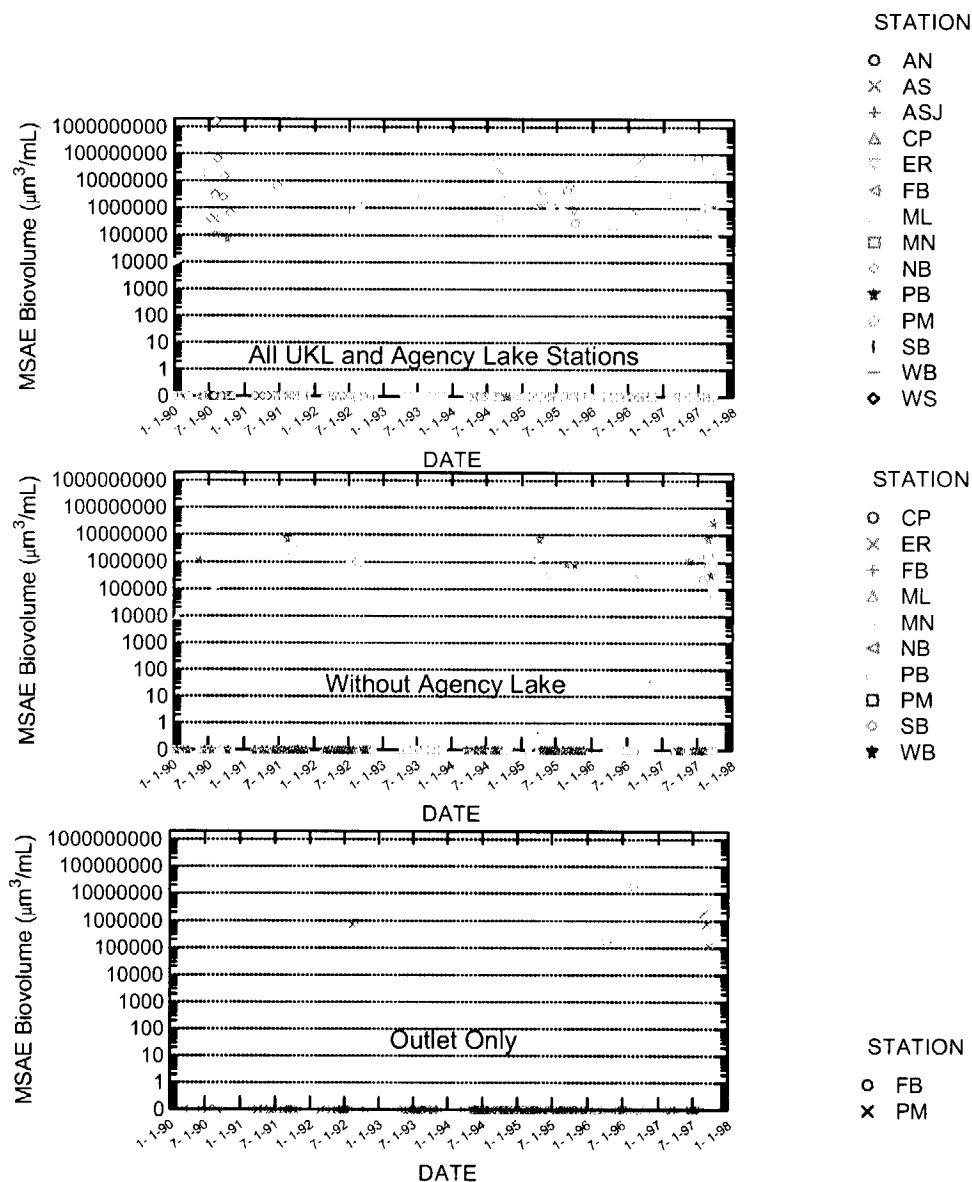 STATION
AN
AS
ASJ
CP
ER
FB
ML
MN
NB
PB
PM
SB
WB
WS
MSAE Biovolume (µm³/mL)
1000000000
100000000
10000000
1000000
100000
10000
1000
100
10
1
0
All UKL and Agency Lake Stations
1- 1-90
7- 1-90
1- 1-91
7- 1-91
1- 1-92
7- 1-92
1- 1-93
7- 1-93
1- 1-94
7- 1-94
1- 1-95
7- 1-95
1- 1-96
7- 1-96
1- 1-97
7- 1-97
1- 1-98
DATE
STATION
CP
ER
FB
ML
MN
NB
PB
PM
SB
WB
MSAE Biovolume (µm³/mL)
1000000000
100000000
10000000
1000000
100000
10000
1000
100
10
1
0
Without Agency Lake
1- 1-90
7- 1-90
1- 1-91
7- 1-91
1- 1-92
7- 1-92
1- 1-93
7- 1-93
1- 1-94
7- 1-94
1- 1-95
7- 1-95
1- 1-96
7- 1-96
1- 1-97
7- 1-97
1- 1-98
DATE
MSAE Biovolume (µm³/mL)
1000000000
100000000
10000000
1000000
100000
10000
1000
100
10
1
0
Outlet Only
1- 1-90
7- 1-90
1- 1-91
7- 1-91
1- 1-92
7- 1-92
1- 1-93
7- 1-93
1- 1-94
7- 1-94
1- 1-95
7- 1-95
1- 1-96
7- 1-96
1- 1-97
7- 1-97
1- 1-98
DATE
STATION
FB
PM